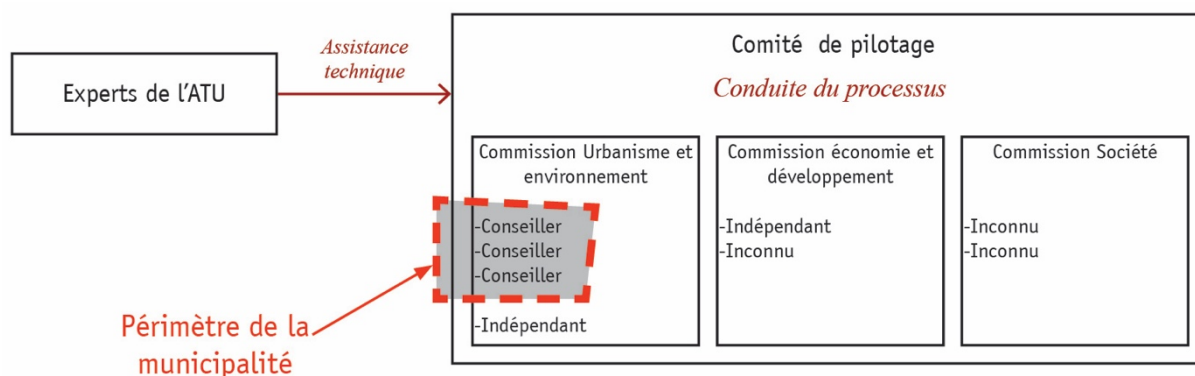 Experts de l'ATU
Assistance
technique
Comité de pilotage
Conduite du processus
Commission Urbanisme et
environnement
-Conseiller
-Conseiller
-Conseiller
-Indépendant
Commission économie et
développement
-Indépendant
-Inconnu
Commission Société
-Inconnu
-Inconnu
Périmètre de la
municipalité